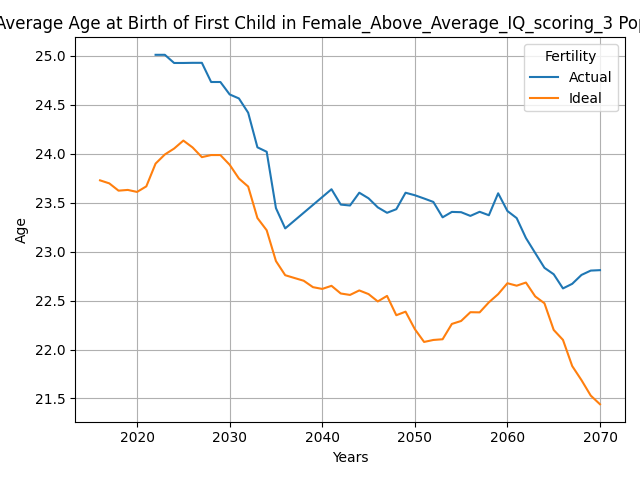 Average Age at Birth of First Child in Female_Above_Average_IQ_scoring_3
Fertility
Actual
Ideal
25.0
24.5
24.0
23.5
23.0
22.5
22.0
21.5
Age
2020 2030 2040 2050 2060 2070
Years